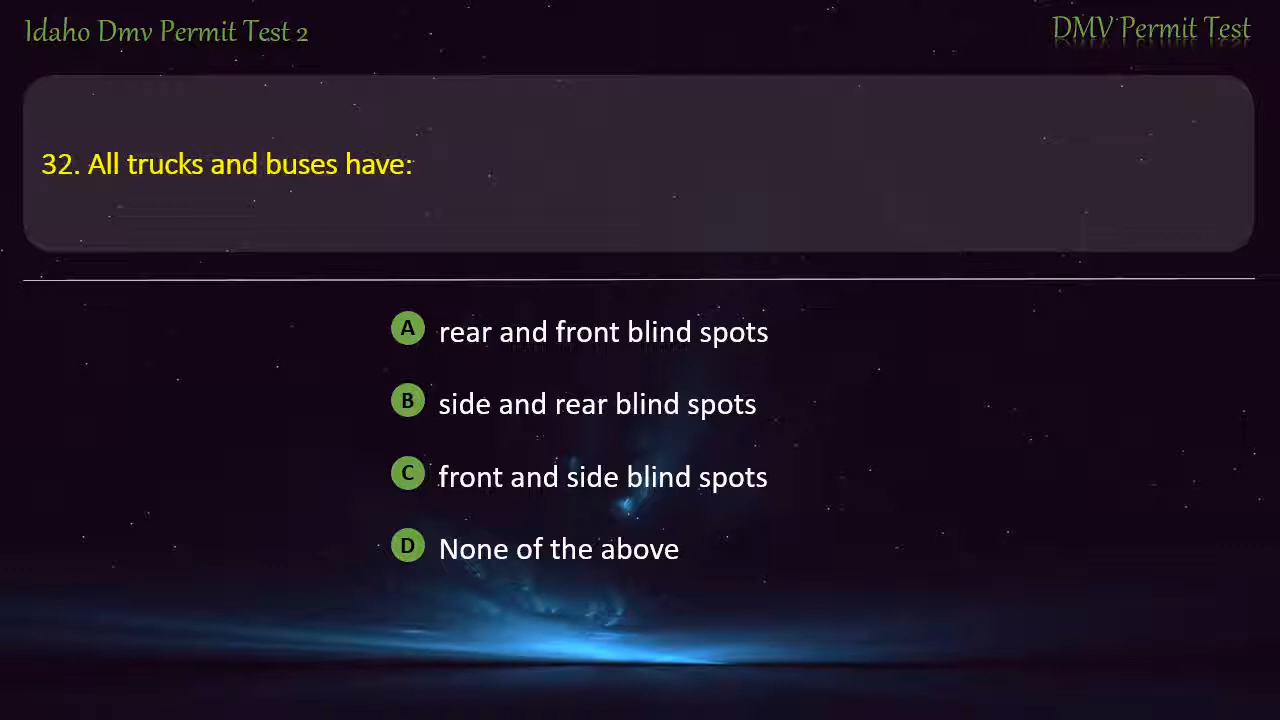 Idaho Dmv Permit Test 2
DMV Permit Test
32. All trucks and buses have:
A rear and front blind spots
B side and rear blind spots
C front and side blind spots
D None of the above